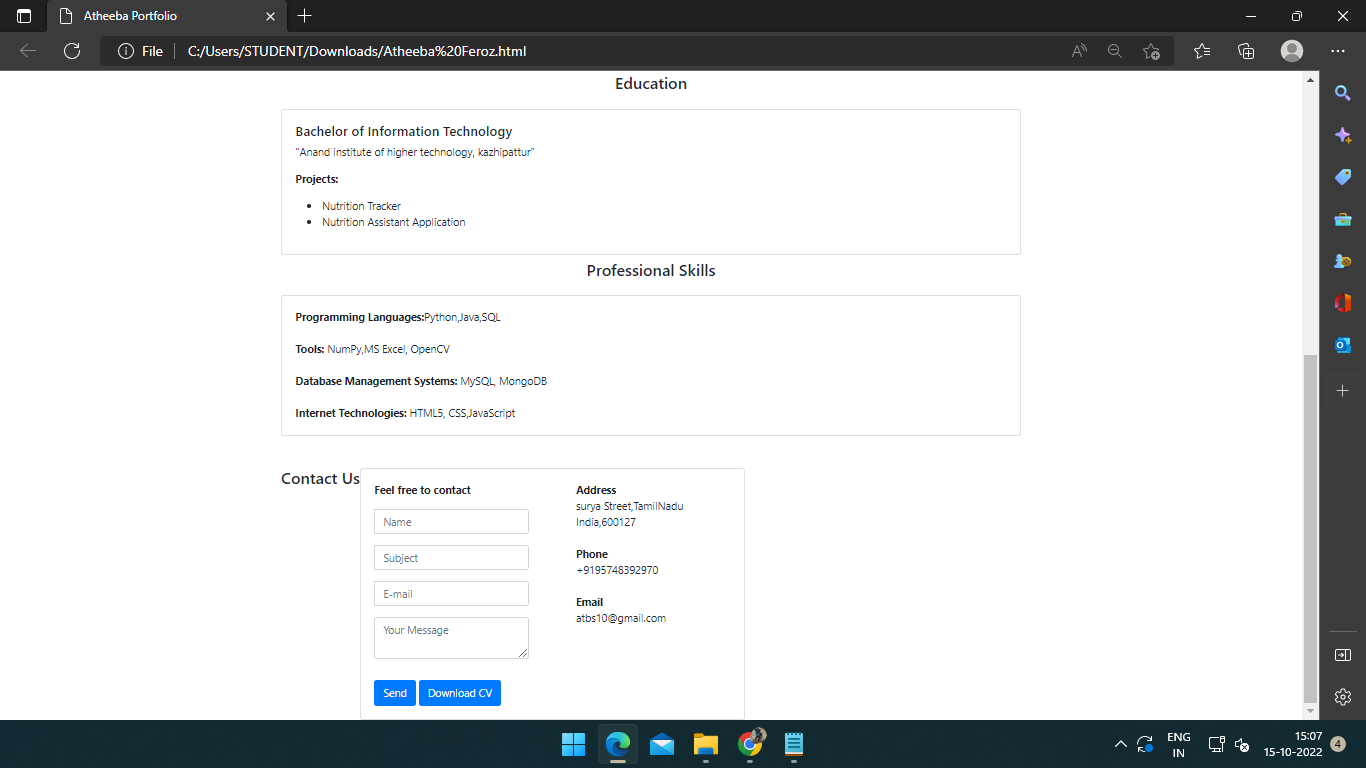 Atheeba Portfolio
File C:/Users/STUDENT/Downloads/Atheeba%20Feroz.html
Education
Bachelor of Information Technology
"Anand institute of higher technology, kazhipattur"
Projects:
Nutrition Tracker
Nutrition Assistant Application
Professional Skills
Programming Languages:Python,Java,SQL
Tools: NumPy,MS Excel, OpenCV
Database Management Systems: MySQL, MongoDB
Internet Technologies: HTML5, CSS,JavaScript
Contact Us
Feel free to contact
Name
Subject
E-mail
Your Message
Send Download CV
Address
surya Street,TamilNadu
India,600127
Phone
+9195748392970
Email
atbs10@gmail.com
ENG
IN
15:07
15-10-2022
4